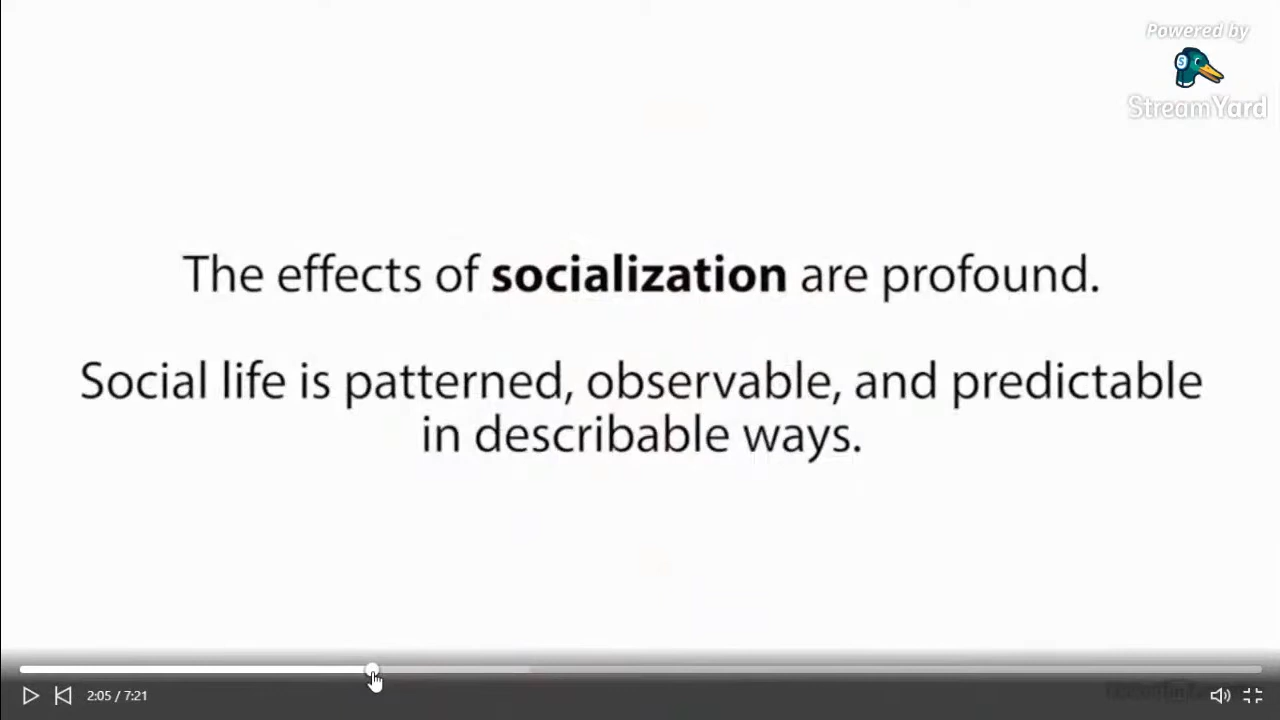 Powered by
StreamYard
The effects of socialization are profound.
Social life is patterned, observable, and predictable
in describable ways.
2:05 / 7:21